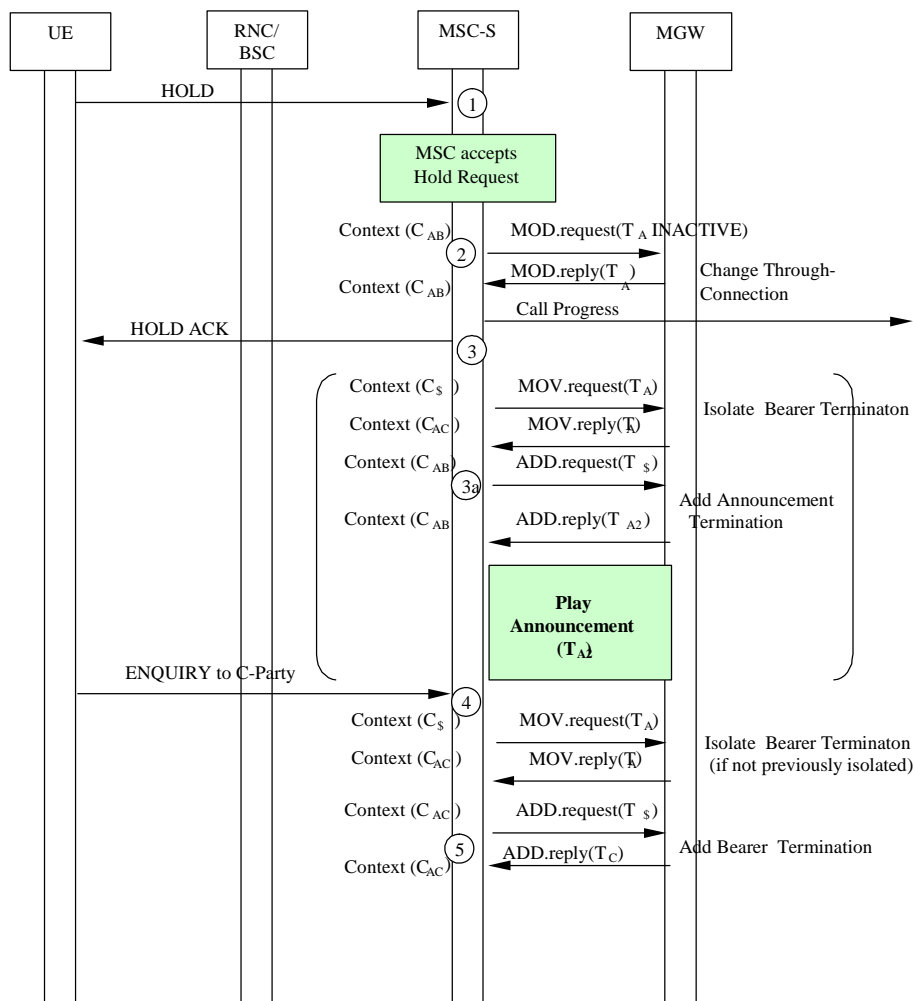 UE
RNC/
BSC
MSC-S
MGW
HOLD
1
MSC accepts
Hold Request
Context (C AB)
MOD.request(T A INACTIVE)
2
MOD.reply(T A)
Change Through-
Connection
Context (C AB)
Call Progress
HOLD ACK
3
Context (C $ )
MOV.request(T A)
Isolate Bearer Terminaton
Context (C AC)
MOV.reply(T A)
Context (C AB)
ADD.request(T $)
3a
Add Announcement
Termination
Context (C AB
ADD.reply(T A2)
Play
Announcement
(T A2)
ENQUIRY to C-Party
4
Context (C $ )
MOV.request(T A)
Isolate Bearer Terminaton
(if not previously isolated)
Context (C AC)
MOV.reply(T A)
Context (C AC)
ADD.request(T $)
5
ADD.reply(T C)
Add Bearer Termination
Context (C AC)